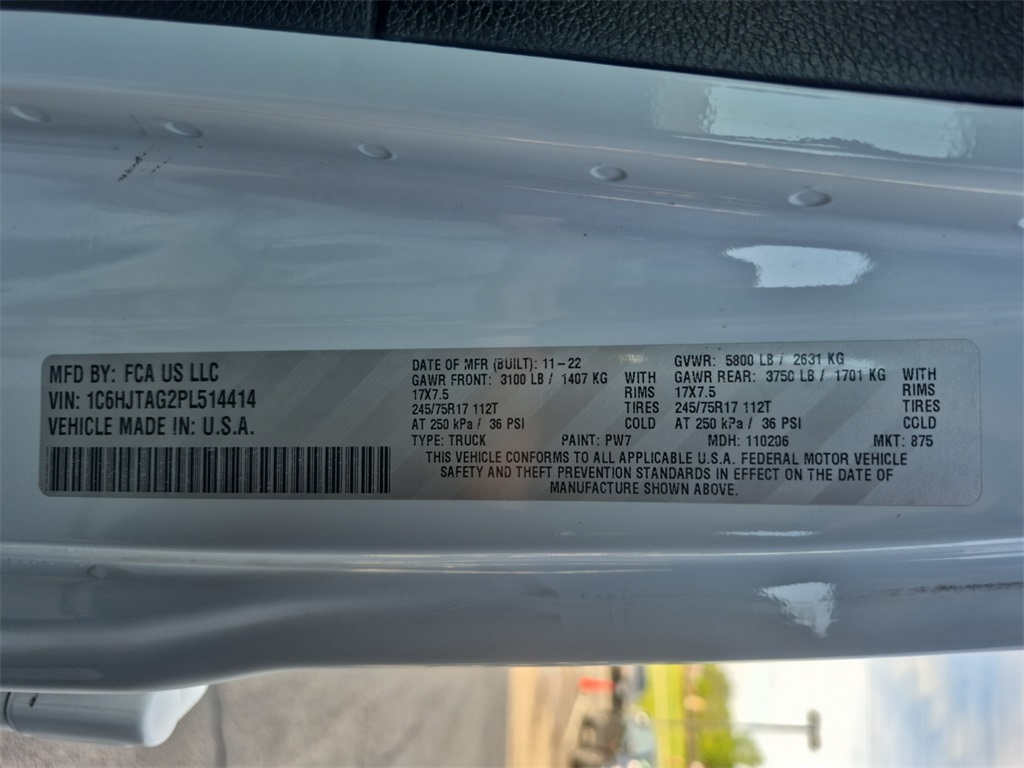 MFD BY: FCA US LLC
VIN: 1C6HJTAG2PL514414
VEHICLE MADE IN: U.S.A.
DATE OF MFR (BUILT): 11-22
GAWR FRONT: 3100 LB / 1407 KG WITH
17X7.5 RIMS
245/75R17 112T TIRES
AT 250 kPa / 36 PSI COLD
GVWR: 5800 LB / 2631 KG
GAWR REAR: 3750 LB / 1701 KG WITH
17X7.5 RIMS
245/75R17 112T TIRES
AT 250 kPa / 36 PSI COLD
TYPE: TRUCK PAINT: PW7 MDH: 110206 MKT: 875
THIS VEHICLE CONFORMS TO ALL APPLICABLE U.S.A. FEDERAL MOTOR VEHICLE
SAFETY AND THEFT PREVENTION STANDARDS IN EFFECT ON THE DATE OF
MANUFACTURE SHOWN ABOVE.